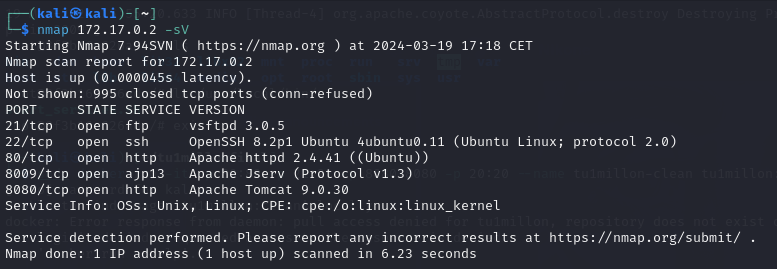 ┌──(kali㉿kali)-[~]
└─$ nmap 172.17.0.2 -sV
Starting Nmap 7.94SVN ( https://nmap.org ) at 2024-03-19 17:18 CET
Nmap scan report for 172.17.0.2
Host is up (0.000045s latency).
Not shown: 995 closed tcp ports (conn-refused)
PORT     STATE SERVICE VERSION
21/tcp   open  ftp     vsftpd 3.0.5
22/tcp   open  ssh     OpenSSH 8.2p1 Ubuntu 4ubuntu0.11 (Ubuntu Linux; protocol 2.0)
80/tcp   open  http    Apache httpd 2.4.41 ((Ubuntu))
8009/tcp open  ajp13   Apache Jserv (Protocol v1.3)
8080/tcp open  http    Apache Tomcat 9.0.30
Service Info: OSs: Unix, Linux; CPE: cpe:/o:linux:linux_kernel
Service detection performed. Please report any incorrect results at https://nmap.org/submit/ .
Nmap done: 1 IP address (1 host up) scanned in 6.23 seconds